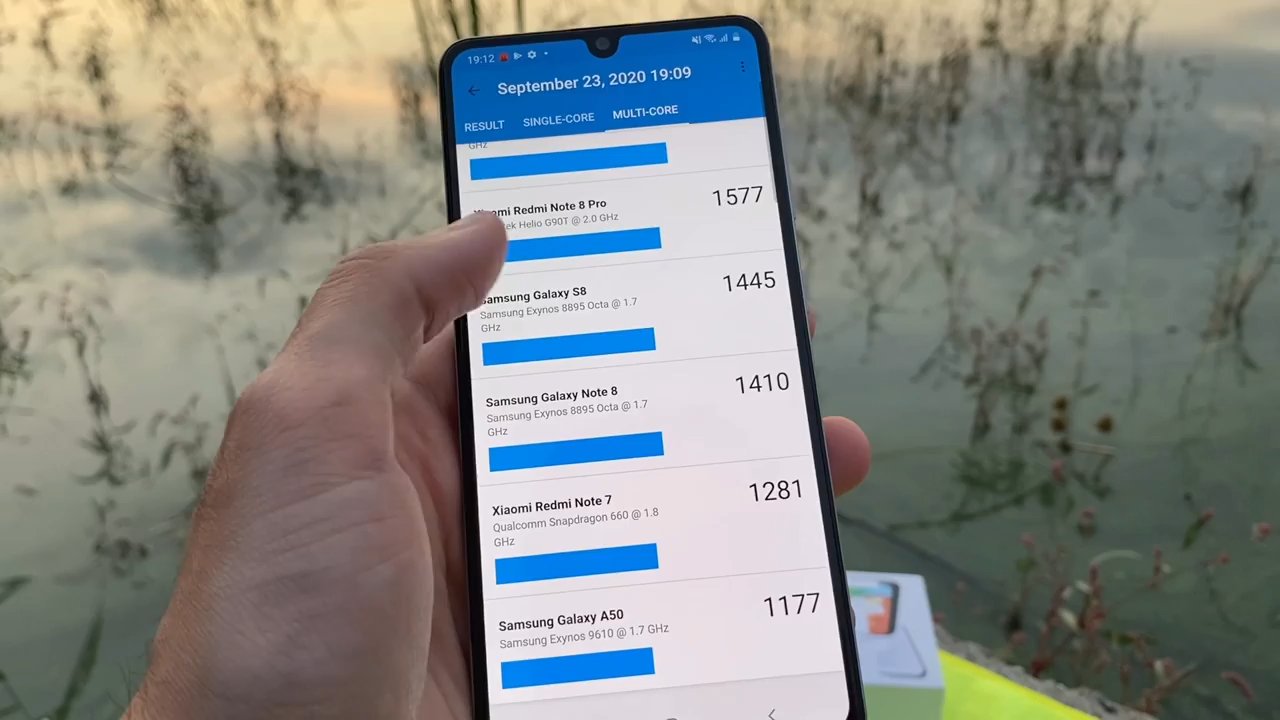 19:12
September 23, 2020 19:09
RESULT SINGLE-CORE MULTI-CORE
GHz
Redmi Note 8 Pro 1577
Helio G90T @ 2.0 GHz
Samsung Galaxy S8 1445
Samsung Exynos 8895 Octa @ 1.7
GHz
Samsung Galaxy Note 8 1410
Samsung Exynos 8895 Octa @ 1.7
GHz
Xiaomi Redmi Note 7 1281
Qualcomm Snapdragon 660 @ 1.8
GHz
Samsung Galaxy A50 1177
Samsung Exynos 9610 @ 1.7 GHz